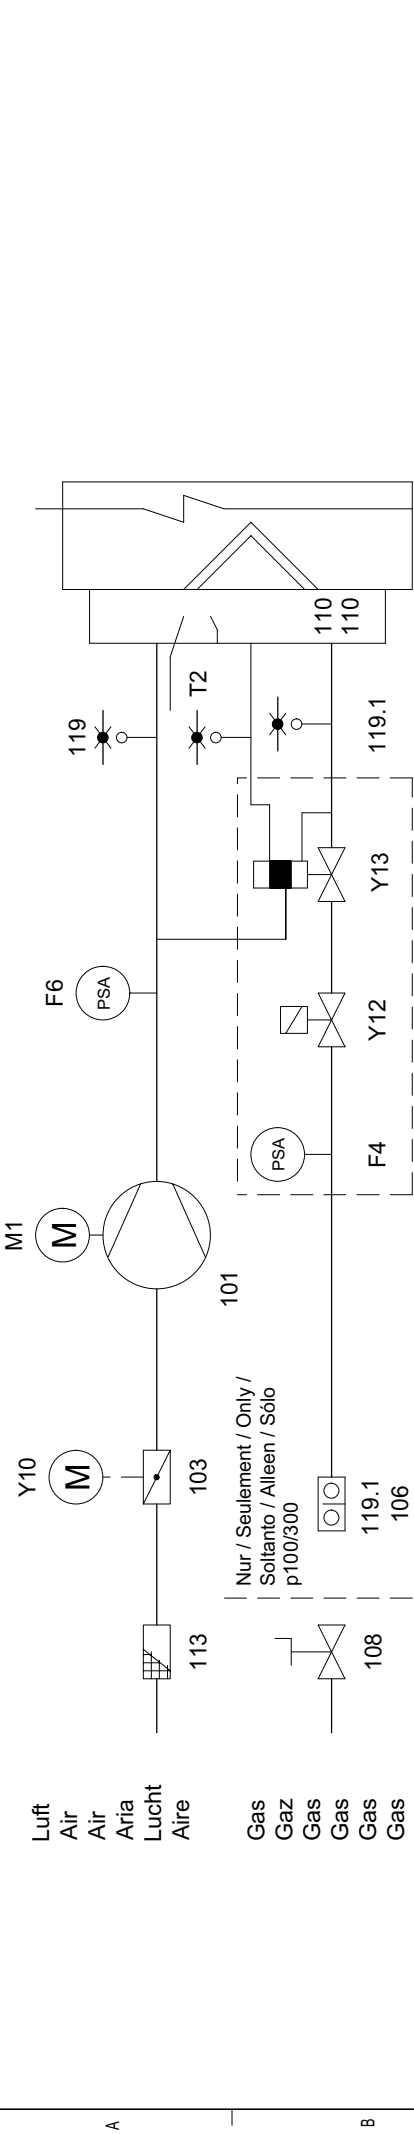 A
B
Luft
Air
Air
Aria
Lucht
Aire
Gas
Gaz
Gas
Gas
Gas
Gas
113
Y10
M
103
M1
M
101
F6
PSA
119
T2
108
Nur / Seulement / Only /
Soltanto / Alleen / Sólo
p100/300
119.1
106
PSA
F4
Y12
Y13
119.1
110
110